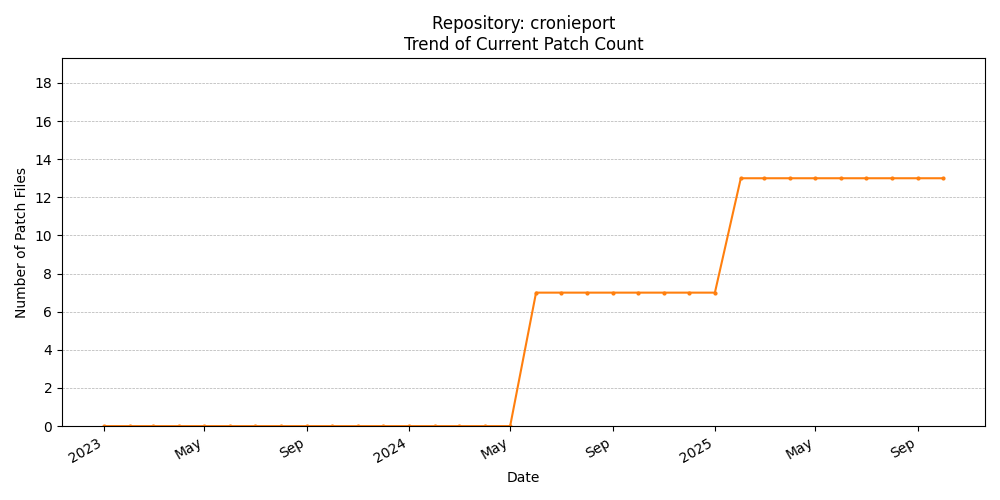 Repository: cronieport
Trend of Current Patch Count
Number of Patch Files
18
16
14
12
10
8
6
4
2
0
2023
May
Sep
2024
May
Sep
2025
May
Sep
Date